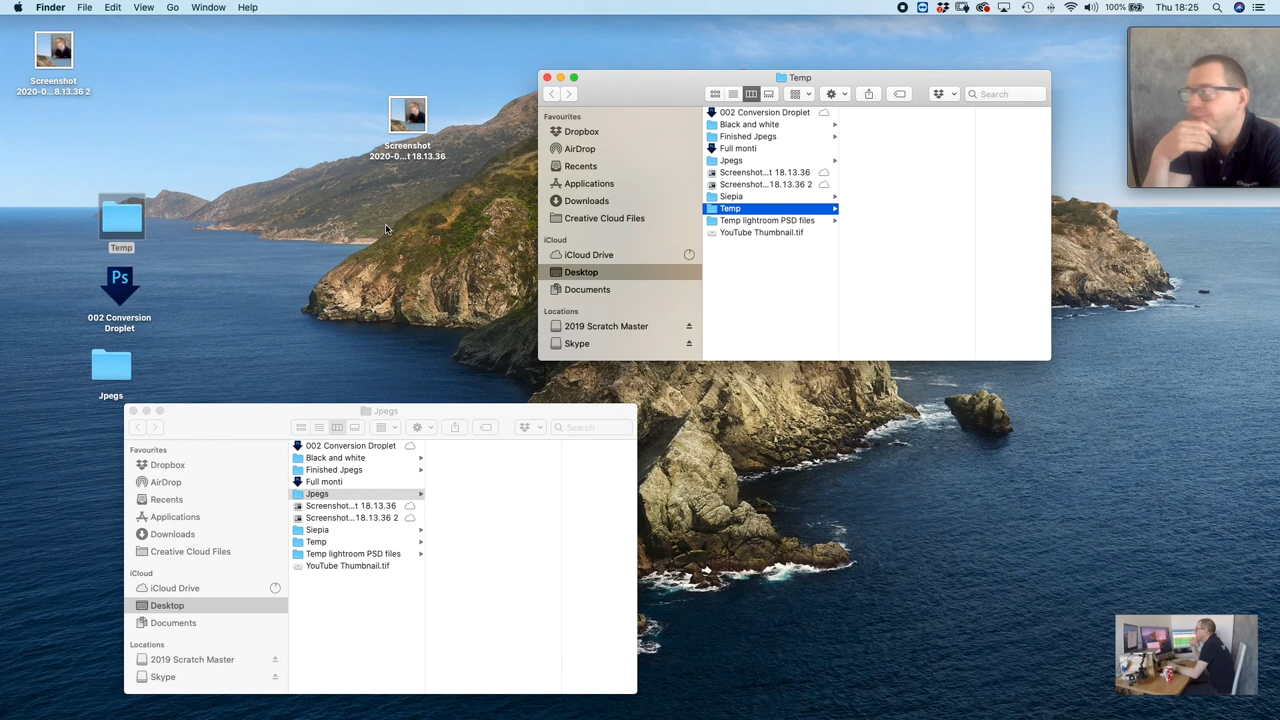 Finder File Edit View Go Window Help
100% Thu 18:25
Screenshot
2020-0...8.13.36 2
Screenshot
2020-0...t 18.13.36
Temp
Ps
002 Conversion
Droplet
Jpegs
Temp
Search
Favourites
Dropbox
AirDrop
Recents
Applications
Downloads
Creative Cloud Files
iCloud
iCloud Drive
Desktop
Documents
Locations
2019 Scratch Master
Skype
002 Conversion Droplet
Black and white
Finished Jpegs
Full monti
Jpegs
Screenshot...t 18.13.36
Screenshot...18.13.36 2
Siepia
Temp
Temp lightroom PSD files
YouTube Thumbnail.tif
Jpegs
Search
Favourites
Dropbox
AirDrop
Recents
Applications
Downloads
Creative Cloud Files
iCloud
iCloud Drive
Desktop
Documents
Locations
2019 Scratch Master
Skype
002 Conversion Droplet
Black and white
Finished Jpegs
Full monti
Jpegs
Screenshot...t 18.13.36
Screenshot...18.13.36 2
Siepia
Temp
Temp lightroom PSD files
YouTube Thumbnail.tif